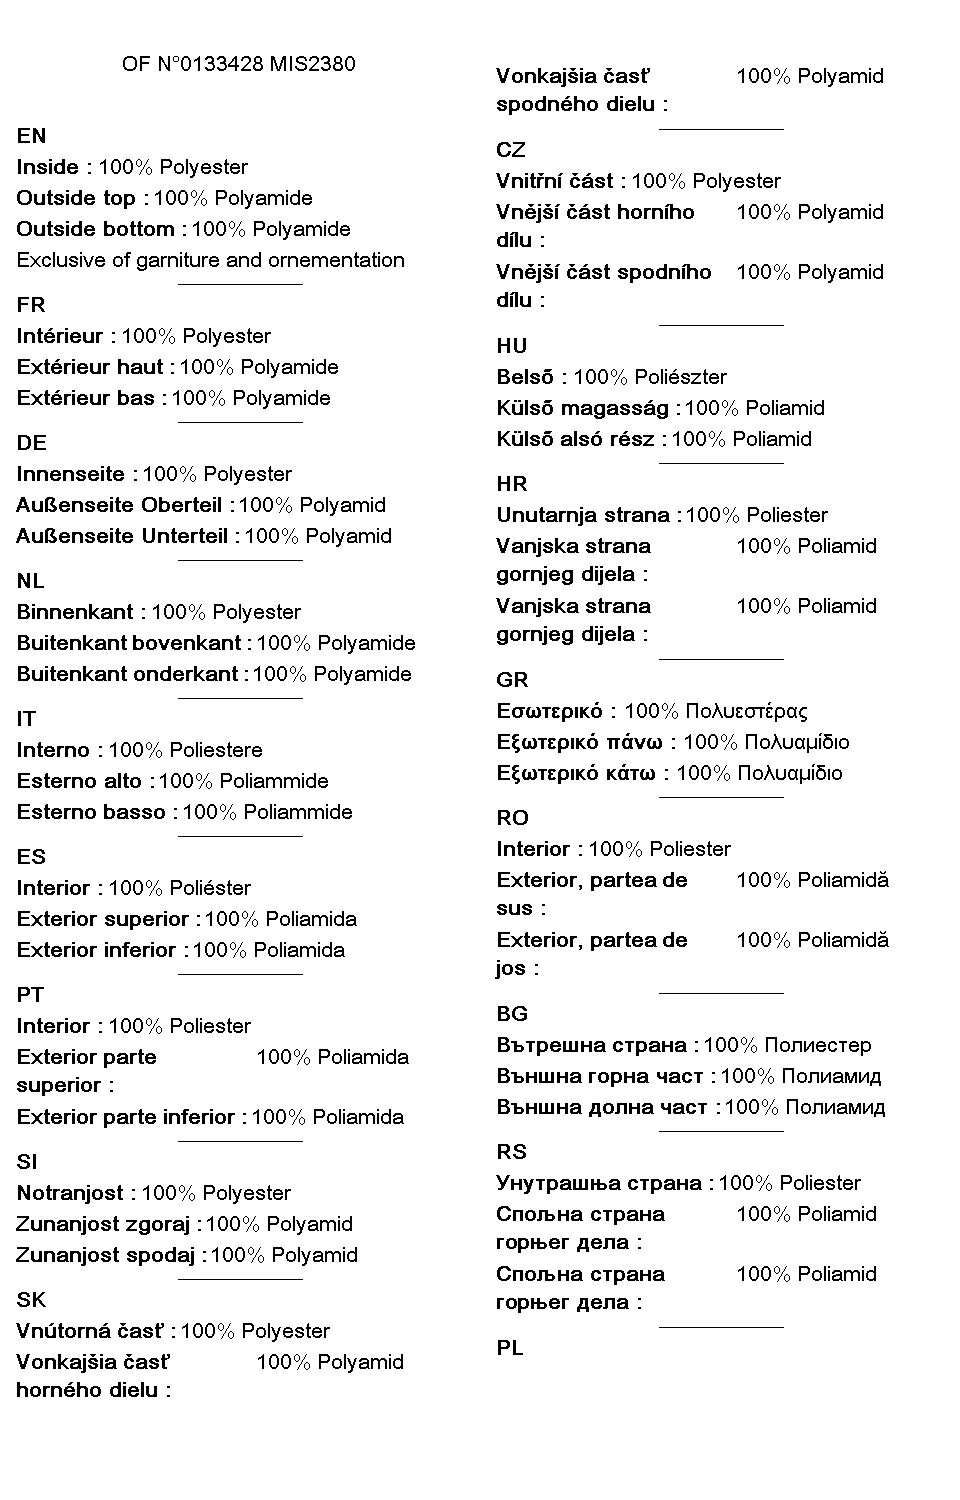 OF N°0133428 MIS2380
EN
Inside : 100% Polyester
Outside top : 100% Polyamide
Outside bottom : 100% Polyamide
Exclusive of garniture and ornementation
FR
Intérieur : 100% Polyester
Extérieur haut : 100% Polyamide
Extérieur bas : 100% Polyamide
DE
Innenseite : 100% Polyester
Außenseite Oberteil : 100% Polyamid
Außenseite Unterteil : 100% Polyamid
NL
Binnenkant : 100% Polyester
Buitenkant bovenkant : 100% Polyamide
Buitenkant onderkant : 100% Polyamide
IT
Interno : 100% Poliestere
Esterno alto : 100% Poliammide
Esterno basso : 100% Poliammide
ES
Interior : 100% Poliéster
Exterior superior : 100% Poliamida
Exterior inferior : 100% Poliamida
PT
Interior : 100% Poliester
Exterior parte 100% Poliamida
superior :
Exterior parte inferior : 100% Poliamida
SI
Notranjost : 100% Polyester
Zunanjost zgoraj : 100% Polyamid
Zunanjost spodaj : 100% Polyamid
SK
Vnútorná časť : 100% Polyester
Vonkajšia časť 100% Polyamid
horného dielu :
Vonkajšia časť 100% Polyamid
spodného dielu :
CZ
Vnitřní část : 100% Polyester
Vnější část horního 100% Polyamid
dílu :
Vnější část spodního 100% Polyamid
dílu :
HU
Belső : 100% Poliészter
Külső magasság : 100% Poliamid
Külső alsó rész : 100% Poliamid
HR
Unutarnja strana : 100% Poliester
Vanjska strana 100% Poliamid
gornjeg dijela :
Vanjska strana 100% Poliamid
gornjeg dijela :
GR
Εσωτερικό : 100% Πολυεστέρας
Εξωτερικό πάνω : 100% Πολυαμίδιο
Εξωτερικό κάτω : 100% Πολυαμίδιο
RO
Interior : 100% Poliester
Exterior, partea de 100% Poliamidă
sus :
Exterior, partea de 100% Poliamidă
jos :
BG
Вътрешна страна : 100% Полиестер
Външна горна част : 100% Полиамид
Външна долна част : 100% Полиамид
RS
Унутрашња страна : 100% Poliester
Спољна страна 100% Poliamid
горњег дела :
Спољна страна 100% Poliamid
горњег дела :
PL